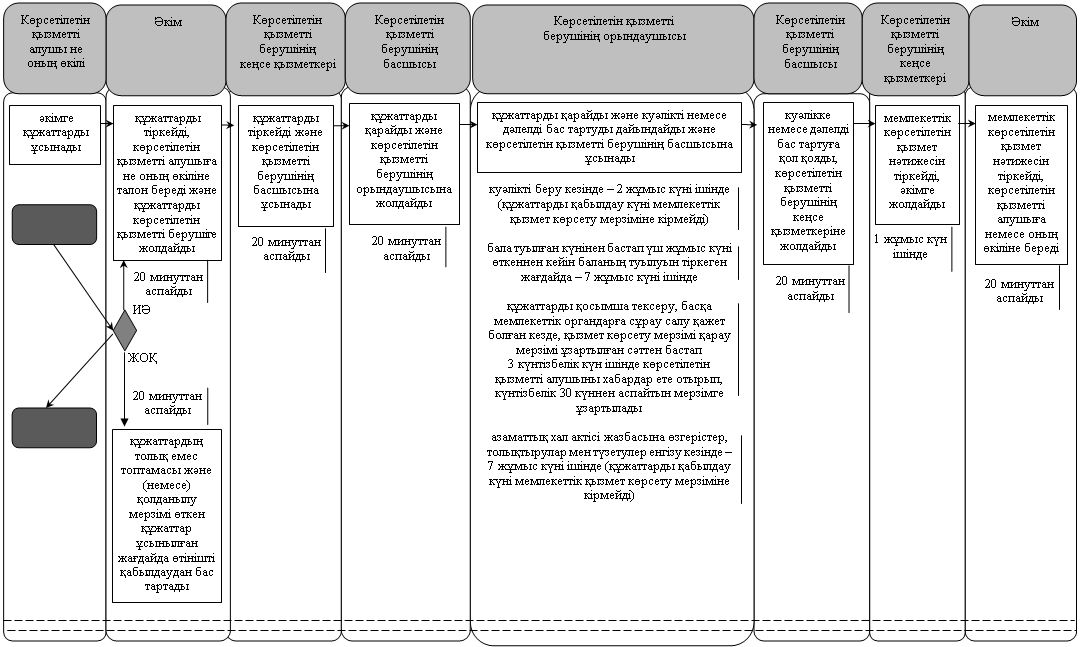 Көрсетілетін
қызметті
алушы не
оның өкілі
Әкім
Көрсетілетін
қызметті
берушінің
кеңсе қызметкері
Көрсетілетін
қызметті
берушінің
басшысы
Көрсетілетін қызметті
берушінің орындаушысы
Көрсетілетін
қызметті
берушінің
басшысы
Көрсетілетін
қызметті
берушінің
кеңсе
қызметкері
Әкім
әкімге
құжаттарды
ұсынады
құжаттарды
тіркейді,
көрсетілетін
қызметті алушыға
не оның өкіліне
талон береді және
құжаттарды
көрсетілетін
қызметті берушіге
жолдайды
20 минуттан
аспайды
ИӘ
ЖОҚ
20 минуттан
аспайды
құжаттардың
толық емес
топтамасы және
(немесе)
қолданылу
мерзімі өткен
құжаттар
ұсынылған
жағдайда өтінішті
қабылдаудан бас
тартады
құжаттарды
тіркейді және
көрсетілетін
қызметті
берушінің
басшысына
ұсынады
20 минуттан
аспайды
құжаттарды
қарайды және
көрсетілетін
қызметті
берушінің
орындаушысына
жолдайды
20 минуттан
аспайды
құжаттарды қарайды және куәлікті немесе
дәлелді бас тартуды дайындайды және
көрсетілетін қызметті берушінің басшысына
ұсынады
куәлікті беру кезінде – 2 жұмыс күні ішінде
(құжаттарды қабылдау күні мемлекеттік
қызмет көрсету мерзіміне кірмейді)
бала туылған күнінен бастап үш жұмыс күні
өткеннен кейін баланың туылуын тіркеген
жағдайда – 7 жұмыс күні ішінде
құжаттарды қосымша тексеру, басқа
мемлекеттік органдарға сұрау салу қажет
болған кезде, қызмет көрсету мерзімі қарау
мерзімі ұзартылған сәттен бастап
3 күнтізбелік күн ішінде көрсетілетін
қызметті алушыны хабардар ете отырып,
күнтізбелік 30 күннен аспайтын мерзімге
ұзартылады
азаматтық хал актісі жазбасына өзгерістер,
толықтырулар мен түзетулер енгізу кезінде –
7 жұмыс күні ішінде (құжаттарды қабылдау
күні мемлекеттік қызмет көрсету мерзіміне
кірмейді)
куәлікке
немесе дәлелді
бас тартуға
қол қояды,
көрсетілетін
қызметті
берушінің
кеңсе
қызметкеріне
жолдайды
20 минуттан
аспайды
мемлекеттік
көрсетілетін
қызмет
нәтижесін
тіркейді,
әкімге
жолдайды
1 жұмыс күн
ішінде
мемлекеттік
көрсетілетін
қызмет
нәтижесін
тіркейді,
көрсетілетін
қызметті
алушыға
немесе оның
өкіліне береді
20 минуттан
аспайды